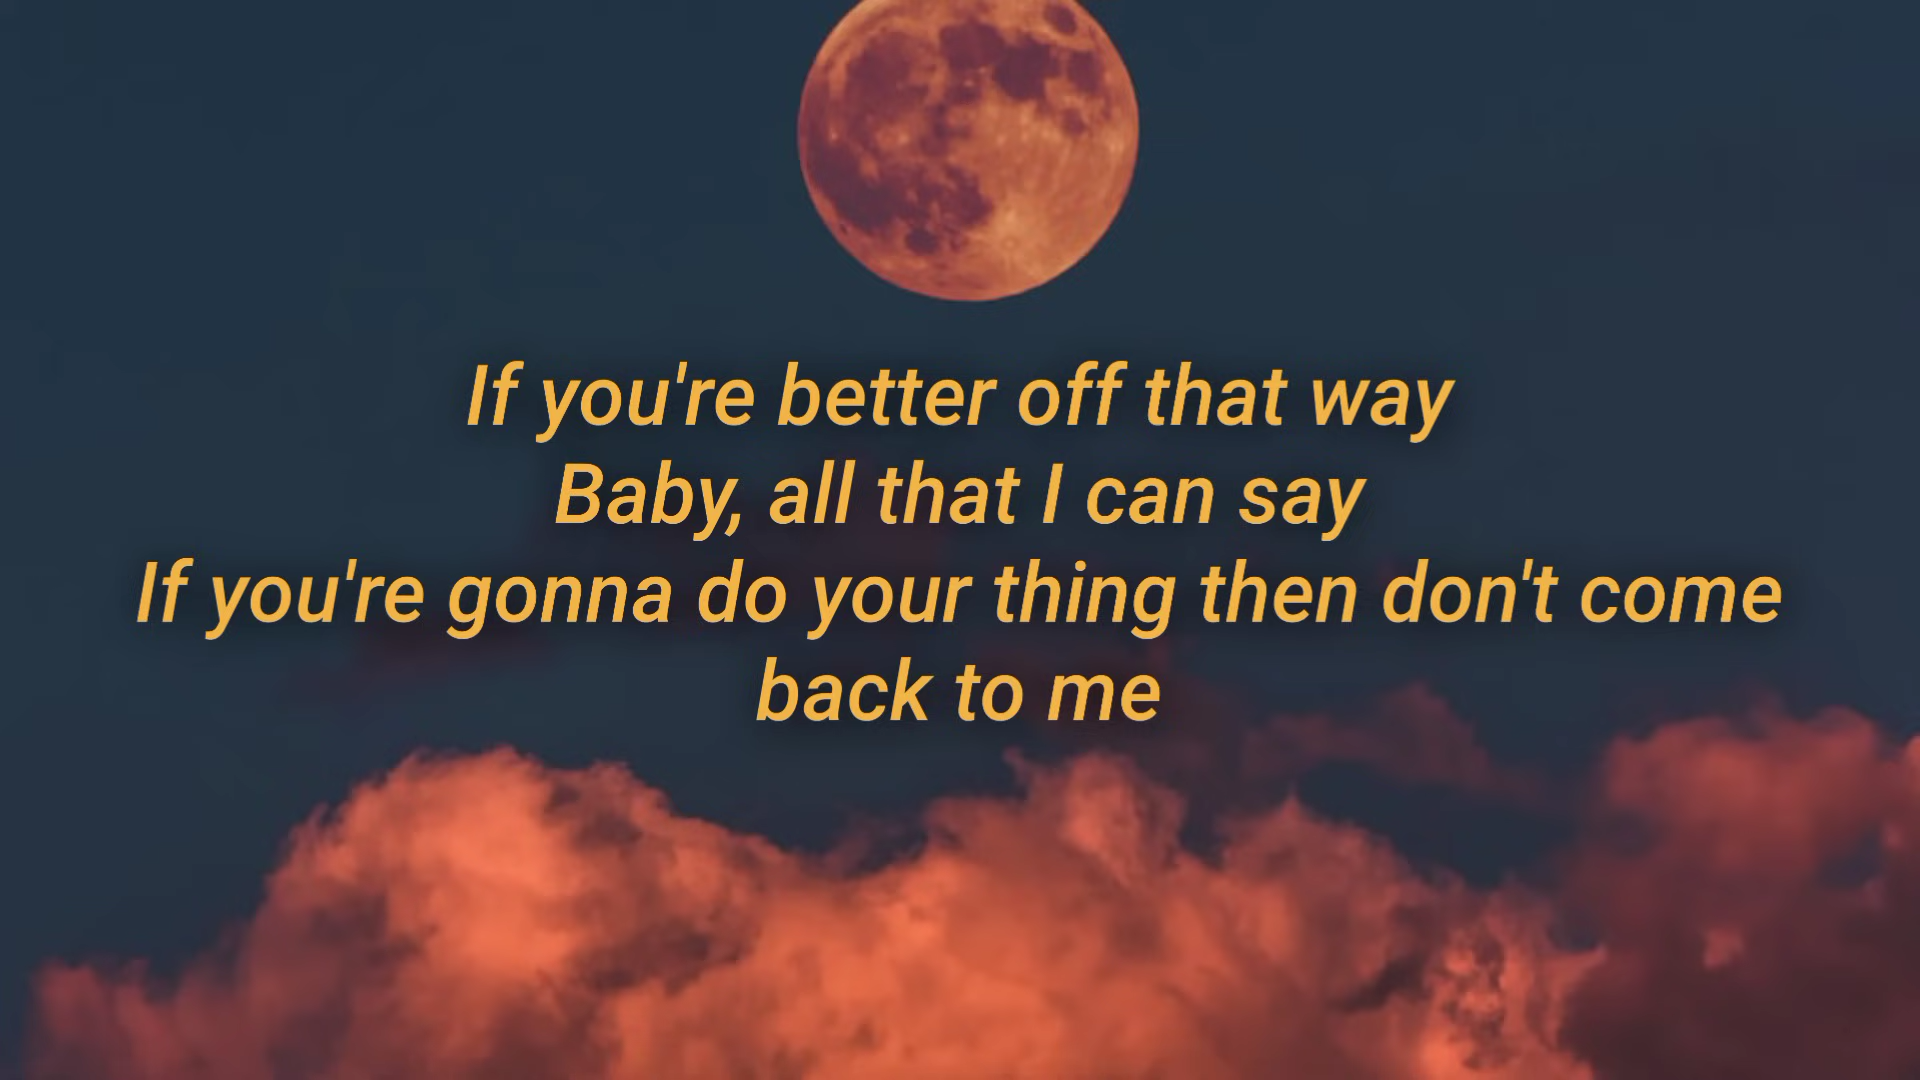 If you're better off that way
Baby, all that I can say
If you're gonna do your thing then don't come
back to me